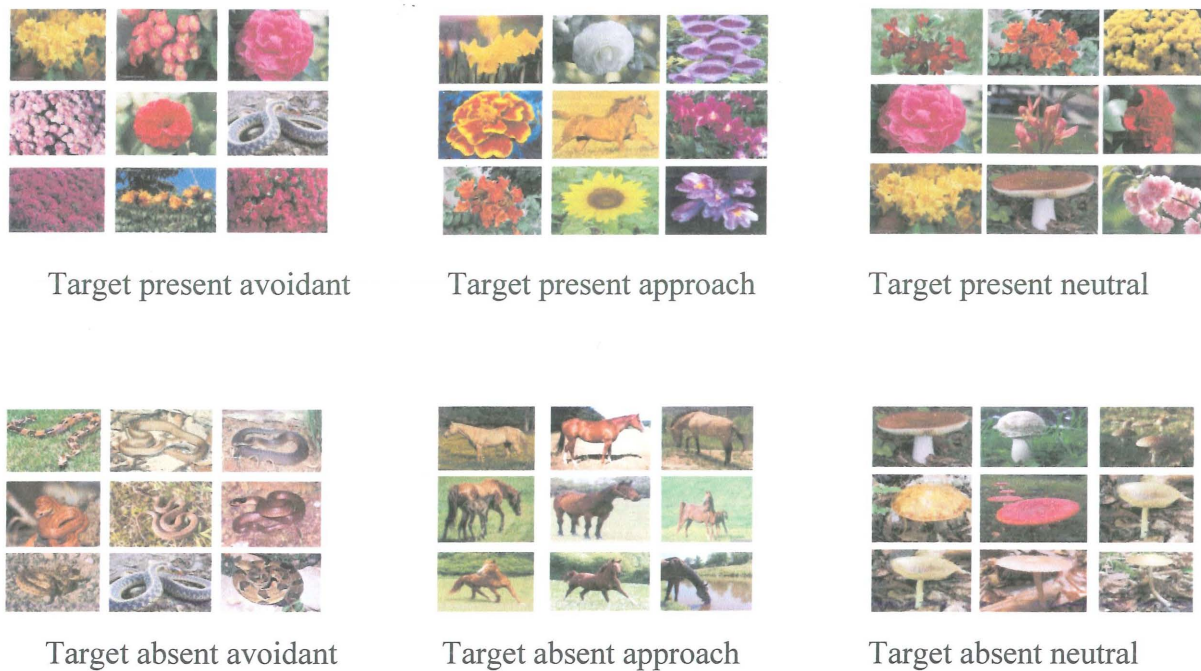 Target present avoidant
Target present approach
Target present neutral
Target absent avoidant
Target absent approach
Target absent neutral